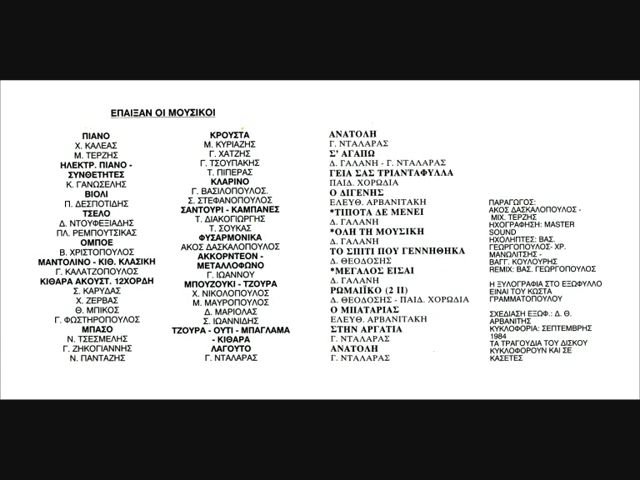 ΕΠΑΙΞΑΝ ΟΙ ΜΟΥΣΙΚΟΙ
ΠΙΑΝΟ
Χ. ΚΑΛΕΑΣ
Μ. ΤΕΡΖΗΣ
ΗΛΕΚΤΡ. ΠΙΑΝΟ -
ΣΥΝΘΕΤΗΤΕΣ
Κ. ΓΑΝΩΣΕΛΗΣ
ΒΙΟΛΙ
Π. ΔΕΣΠΟΤΙΔΗΣ
ΤΣΕΛΟ
Δ. ΝΤΟΥΦΕΞΙΑΔΗΣ
ΠΛ. ΡΕΜΠΟΥΤΣΙΚΑΣ
ΟΜΠΟΕ
Β. ΧΡΙΣΤΟΠΟΥΛΟΣ
ΜΑΝΤΟΛΙΝΟ - ΚΙΘ. ΚΛΑΣΙΚΗ
Γ. ΚΑΛΑΤΖΟΠΟΥΛΟΣ
ΚΙΘΑΡΑ ΑΚΟΥΣΤ. 12ΧΟΡΔΗ
Σ. ΚΑΡΥΔΑΣ
Χ. ΖΕΡΒΑΣ
Θ. ΜΠΙΚΟΣ
Γ. ΦΩΣΤΗΡΟΠΟΥΛΟΣ
ΜΠΑΣΟ
Ν. ΤΣΕΣΜΕΛΗΣ
Γ. ΖΗΚΟΓΙΑΝΝΗΣ
Ν. ΠΑΝΤΑΖΗΣ
ΚΡΟΥΣΤΑ
Μ. ΚΥΡΙΑΖΗΣ
Γ. ΧΑΤΖΗΣ
Γ. ΤΣΟΥΠΑΚΗΣ
Τ. ΠΙΠΕΡΑΣ
ΚΛΑΡΙΝΟ
Γ. ΒΑΣΙΛΟΠΟΥΛΟΣ.
Σ. ΣΤΕΦΑΝΟΠΟΥΛΟΣ
ΣΑΝΤΟΥΡΙ - ΚΑΜΠΑΝΕΣ
Τ. ΔΙΑΚΟΓΙΩΡΓΗΣ
Τ. ΣΟΥΚΑΣ
ΦΥΣΑΡΜΟΝΙΚΑ
ΑΚΟΣ ΔΑΣΚΑΛΟΠΟΥΛΟΣ
ΑΚΚΟΡΝΤΕΟΝ -
ΜΕΤΑΛΛΟΦΩΝΟ
Γ. ΙΩΑΝΝΟΥ
ΜΠΟΥΖΟΥΚΙ - ΤΖΟΥΡΑ
Χ. ΝΙΚΟΛΟΠΟΥΛΟΣ
Μ. ΜΑΥΡΟΠΟΥΛΟΣ
Δ. ΜΑΡΙΟΛΑΣ
Σ. ΙΩΑΝΝΙΔΗΣ
ΤΖΟΥΡΑ - ΟΥΤΙ - ΜΠΑΓΛΑΜΑ
- ΚΙΘΑΡΑ
Γ. ΝΤΑΛΑΡΑΣ
ΛΑΓΟΥΤΟ
Γ. ΝΤΑΛΑΡΑΣ
ΑΝΑΤΟΛΗ
Γ. ΝΤΑΛΑΡΑΣ
Σ' ΑΓΑΠΩ
Δ. ΓΑΛΑΝΗ - Γ. ΝΤΑΛΑΡΑΣ
ΓΕΙΑ ΣΑΣ ΤΡΙΑΝΤΑΦΥΛΛΑ
ΠΑΙΔ. ΧΟΡΩΔΙΑ
Ο ΔΙΓΕΝΗΣ
ΕΛΕΥΘ. ΑΡΒΑΝΙΤΑΚΗ
*ΤΙΠΟΤΑ ΔΕ ΜΕΝΕΙ
Δ. ΓΑΛΑΝΗ
*ΟΛΗ ΤΗ ΜΟΥΣΙΚΗ
Δ. ΓΑΛΑΝΗ
ΤΟ ΣΠΙΤΙ ΠΟΥ ΓΕΝΝΗΘΗΚΑ
Δ. ΘΕΟΔΟΣΗΣ
*ΜΕΓΑΛΟΣ ΕΙΣΑΙ
Δ. ΓΑΛΑΝΗ
ΡΩΜΑΙΪΚΟ (2 II)
Δ. ΘΕΟΔΟΣΗΣ - ΠΑΙΔ. ΧΟΡΩΔΙΑ
Ο ΜΠΑΤΑΡΙΑΣ
ΕΛΕΥΘ. ΑΡΒΑΝΙΤΑΚΗ
ΣΤΗΝ ΑΡΓΑΤΙΑ
Γ. ΝΤΑΛΑΡΑΣ
ΑΝΑΤΟΛΗ
Γ. ΝΤΑΛΑΡΑΣ
ΠΑΡΑΓΩΓΟΣ:
ΑΚΟΣ ΔΑΣΚΑΛΟΠΟΥΛΟΣ -
ΜΙΧ. ΤΕΡΖΗΣ
ΗΧΟΓΡΑΦΗΣΗ: MASTER
SOUND
ΗΧΟΛΗΠΤΕΣ: ΒΑΣ.
ΓΕΩΡΓΟΠΟΥΛΟΣ- ΧΡ.
ΜΑΝΩΛΙΤΣΗΣ -
ΒΑΓΓ. ΚΟΥΛΟΥΡΗΣ
REMIX: ΒΑΣ. ΓΕΩΡΓΟΠΟΥΛΟΣ
Η ΞΥΛΟΓΡΑΦΙΑ ΣΤΟ ΕΞΩΦΥΛΛΟ
ΕΙΝΑΙ ΤΟΥ ΚΩΣΤΑ
ΓΡΑΜΜΑΤΟΠΟΥΛΟΥ
ΣΧΕΔΙΑΣΗ ΕΞΩΦ.: Δ. Θ.
ΑΡΒΑΝΙΤΗΣ
ΚΥΚΛΟΦΟΡΙΑ: ΣΕΠΤΕΜΒΡΗΣ
1984
ΤΑ ΤΡΑΓΟΥΔΙΑ ΤΟΥ ΔΙΣΚΟΥ
ΚΥΚΛΟΦΟΡΟΥΝ ΚΑΙ ΣΕ
ΚΑΣΕΤΕΣ